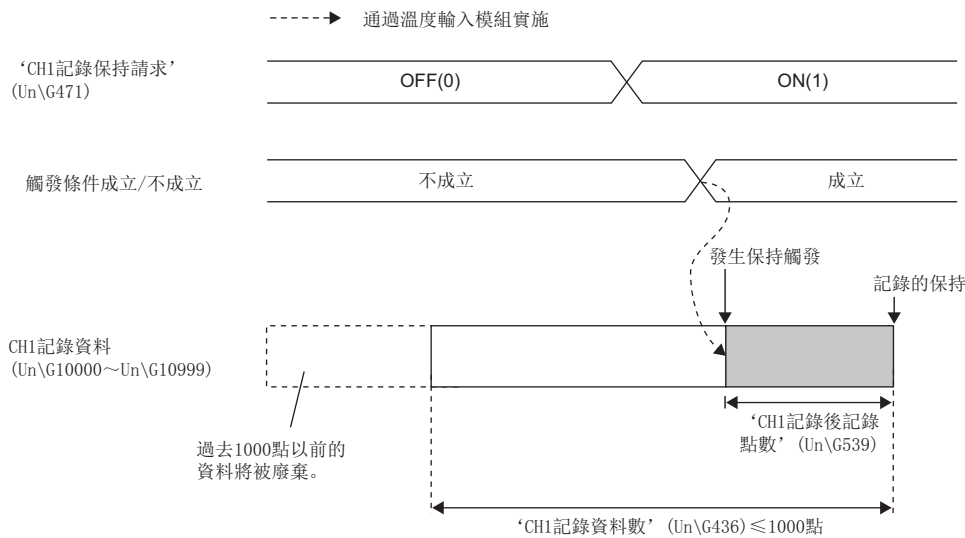 通過溫度輸入模組實施
‘CH1記錄保持請求’
(Un\G471)
OFF(0)
ON(1)
觸發條件成立/不成立
不成立
成立
發生保持觸發
記錄的保持
CH1記錄資料
(Un\G10000～Un\G10999)
‘CH1記錄後記錄
點數’ (Un\G539)
過去1000點以前的
資料將被廢棄。
‘CH1記錄資料數’ (Un\G436)≤1000點